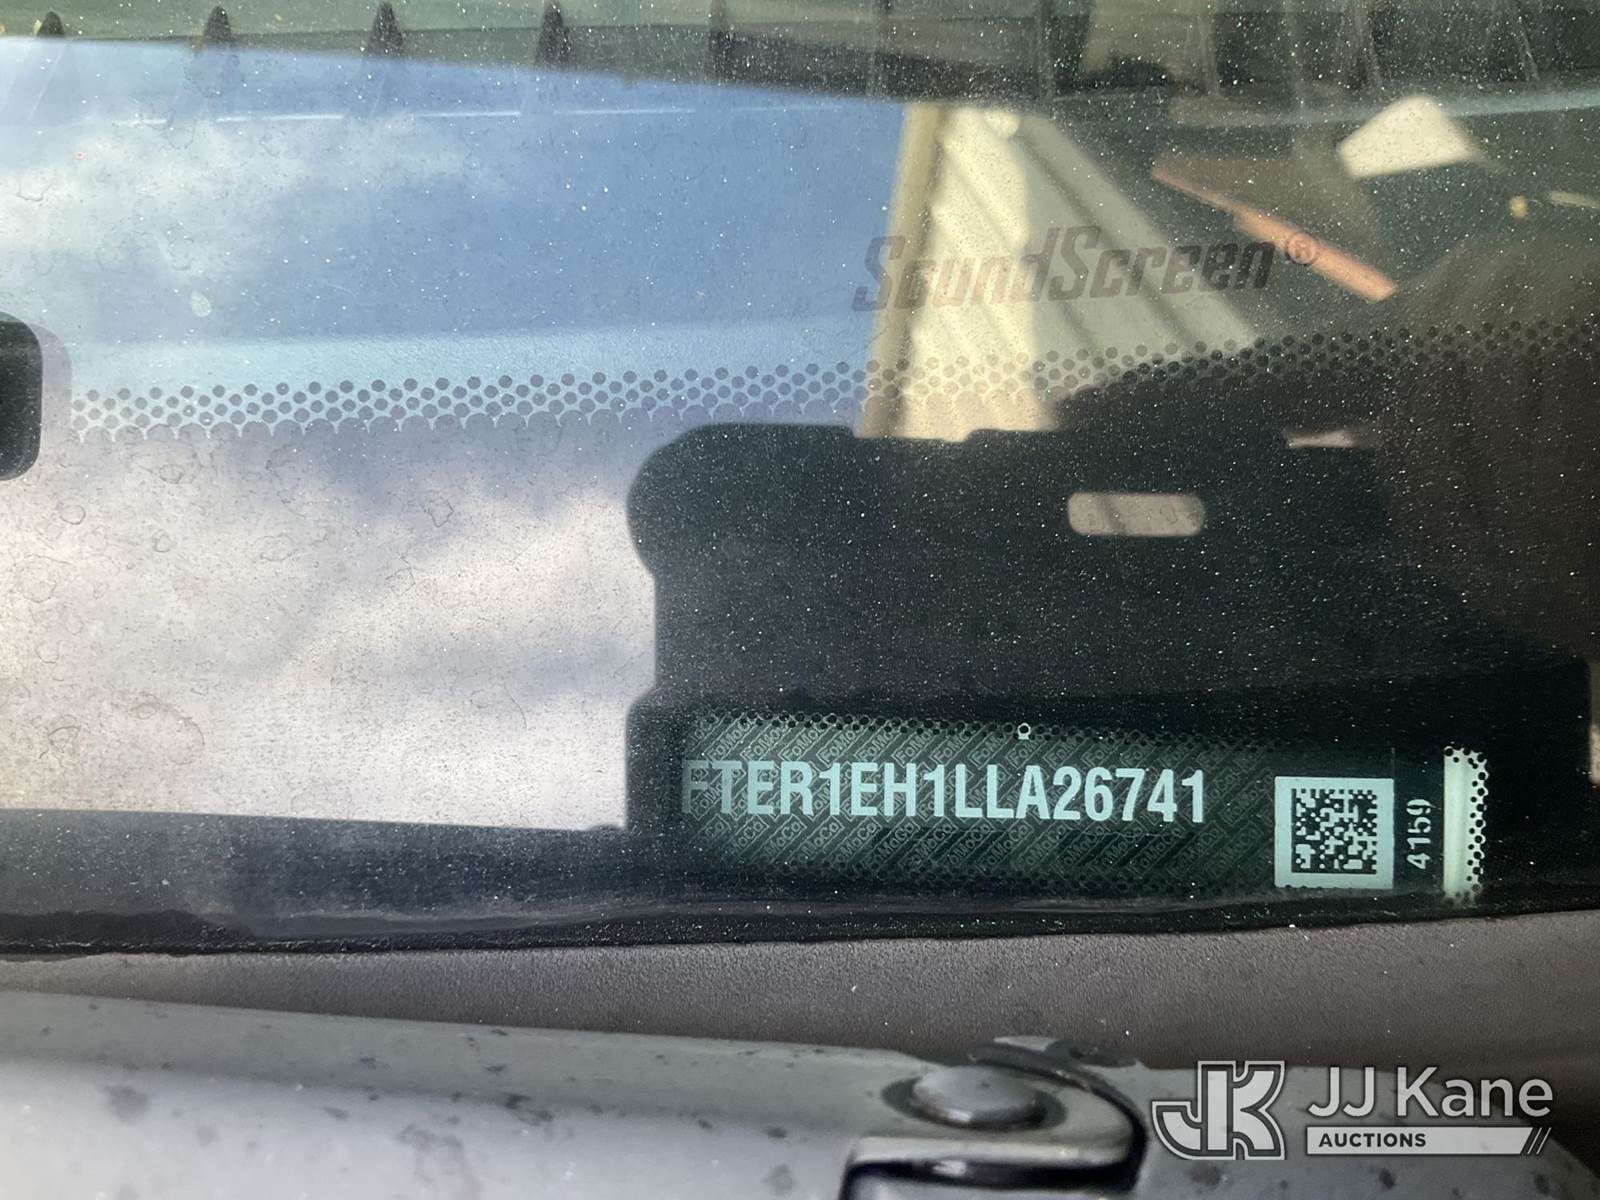 SoundScreen®
FTER1EH1LLA26741
4159
JJ Kane
AUCTIONS